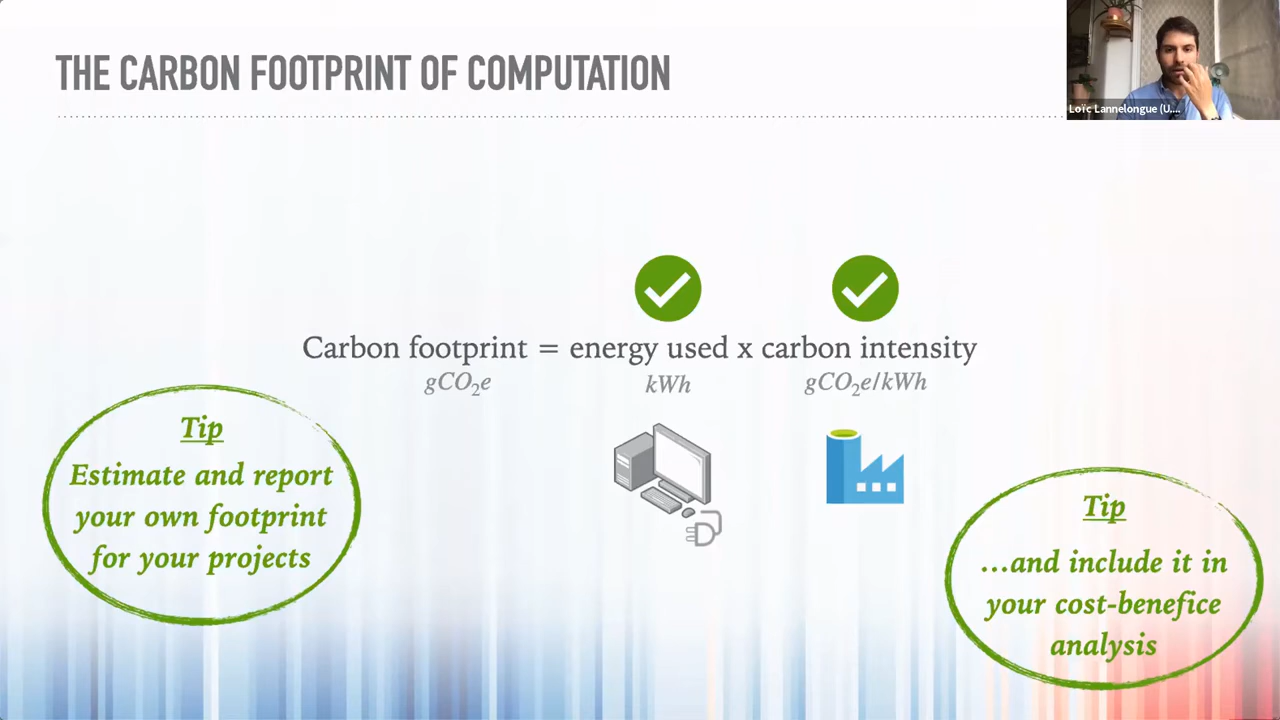 THE CARBON FOOTPRINT OF COMPUTATION
Loïc Lannelongue (U....
Carbon footprint = energy used x carbon intensity
gCO₂e kWh gCO₂e/kWh
Tip
Estimate and report
your own footprint
for your projects
Tip
...and include it in
your cost-benefice
analysis